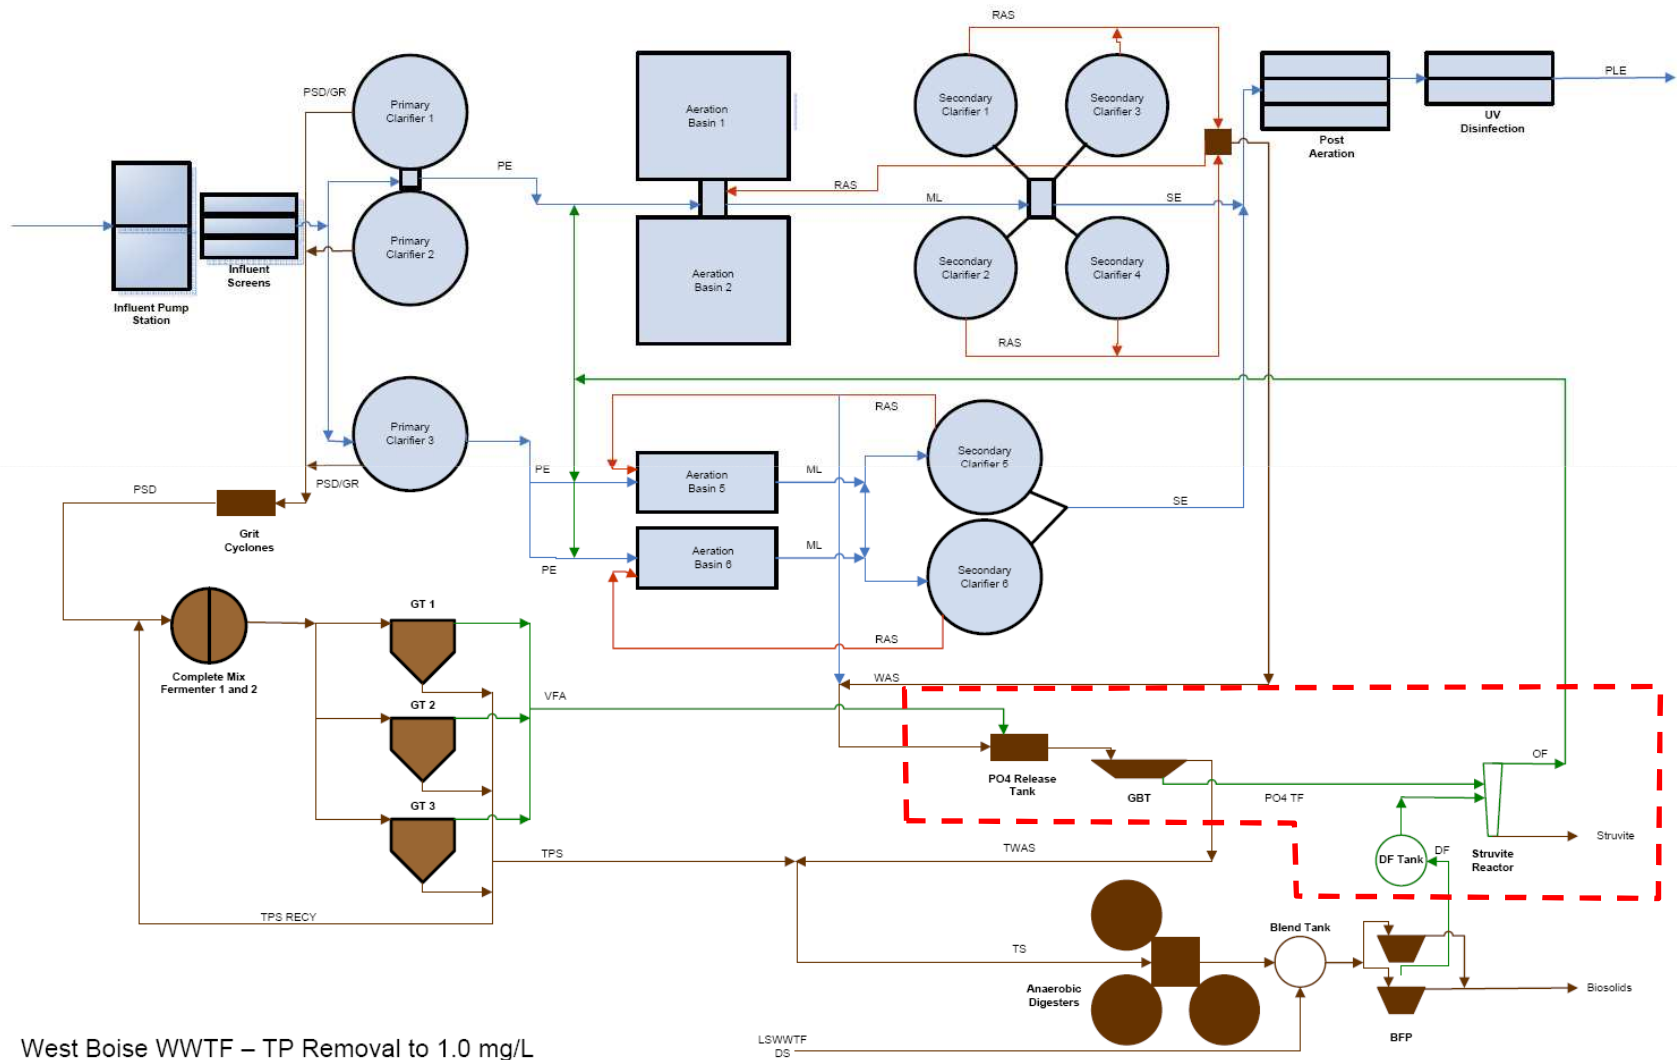 RAS
PSD/GR
Primary
Clarifier 1
Aeration
Basin 1
Secondary
Clarifier 1
Secondary
Clarifier 3
PLE
UV
Disinfection
Post
Aeration
PE
RAS
ML
SE
Primary
Clarifier 2
Aeration
Basin 2
Secondary
Clarifier 2
Secondary
Clarifier 4
Influent
Screens
Influent Pump
Station
RAS
RAS
Primary
Clarifier 3
Secondary
Clarifier 5
PE
ML
Aeration
Basin 5
PSD/GR
PSD
SE
Grit
Cyclones
ML
Aeration
Basin 6
PE
Secondary
Clarifier 6
GT 1
RAS
Complete Mix
Fermenter 1 and 2
WAS
VFA
GT 2
OF
PO4 Release
Tank
GBT
PO4 TF
GT 3
Struvite
TPS
TWAS
DF Tank
DF
Struvite
Reactor
TPS RECY
Blend Tank
TS
Anaerobic
Digesters
Biosolids
BFP
LSWWTF
DS
West Boise WWTF – TP Removal to 1.0 mg/L